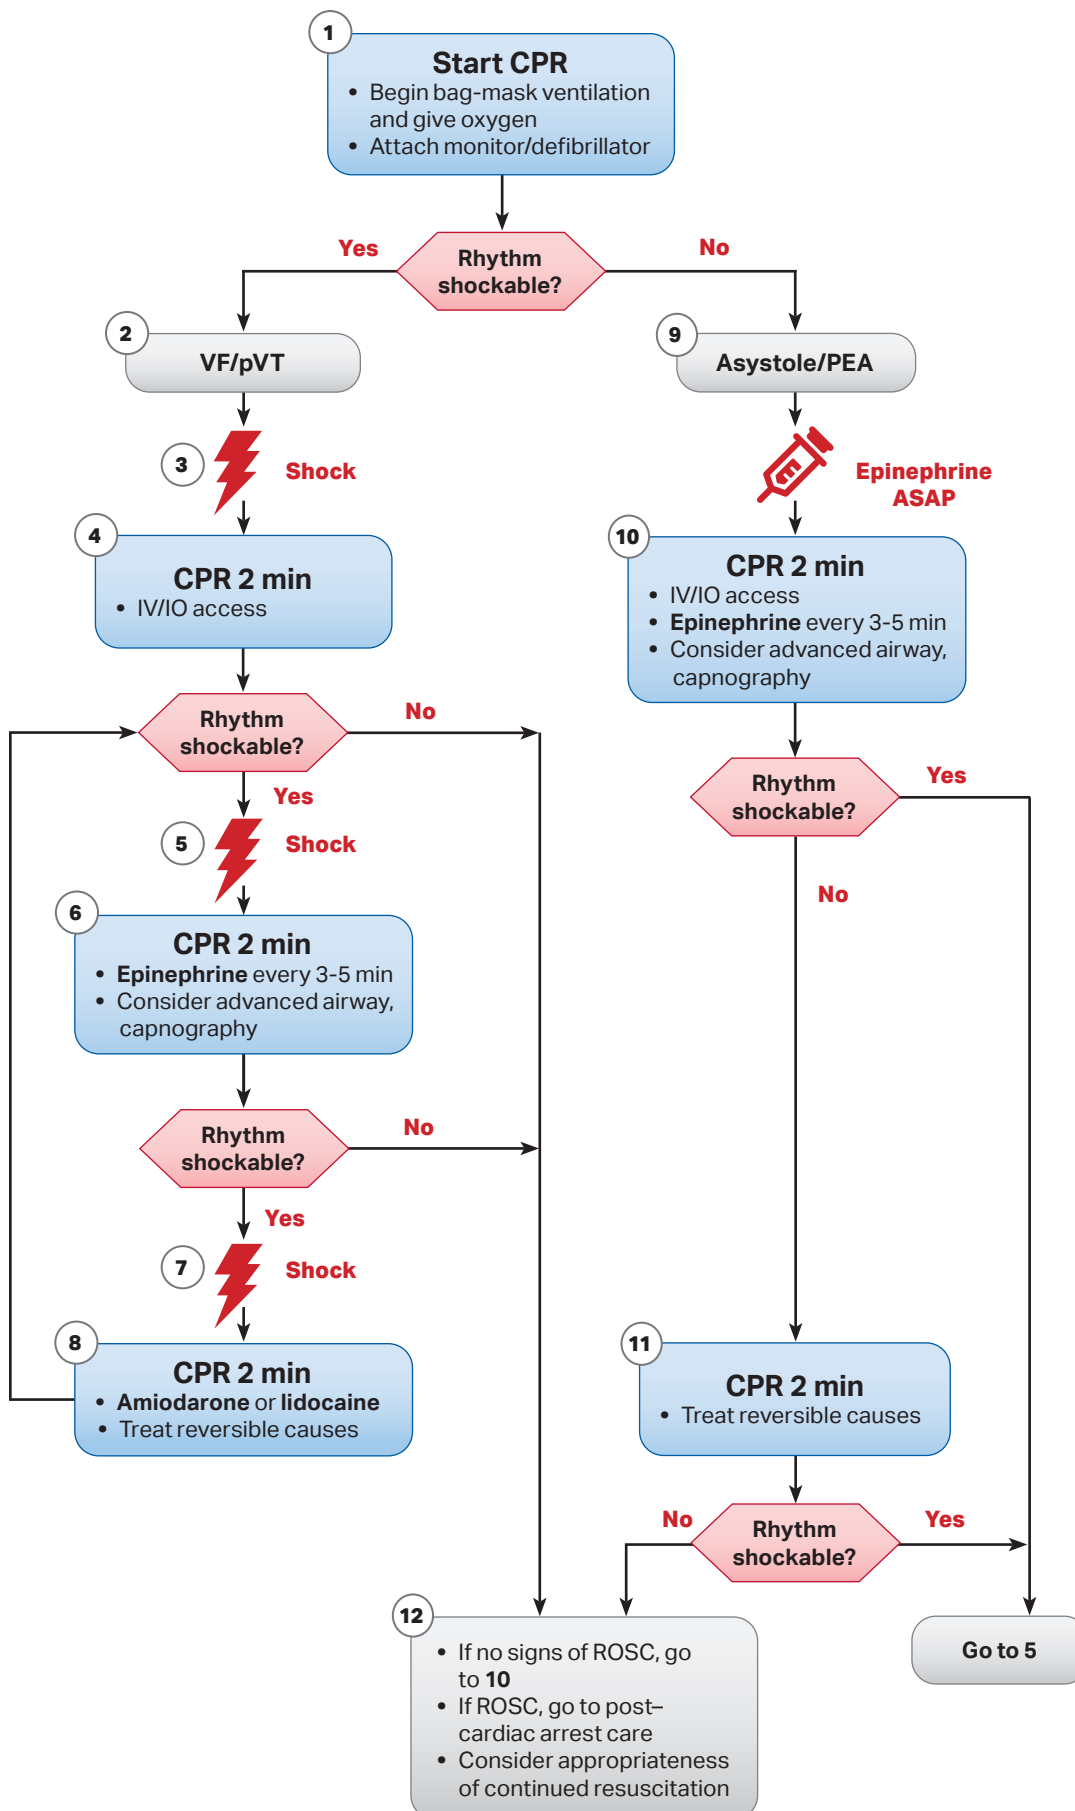 1
Start CPR
• Begin bag-mask ventilation
and give oxygen
• Attach monitor/defibrillator
Rhythm
shockable?
Yes
No
2
VF/pVT
3
Shock
4
CPR 2 min
• IV/IO access
Rhythm
shockable?
No
Yes
5
Shock
6
CPR 2 min
• Epinephrine every 3-5 min
• Consider advanced airway,
capnography
Rhythm
shockable?
No
Yes
7
Shock
8
CPR 2 min
• Amiodarone or lidocaine
• Treat reversible causes
9
Asystole/PEA
Epinephrine
ASAP
10
CPR 2 min
• IV/IO access
• Epinephrine every 3-5 min
• Consider advanced airway,
capnography
Rhythm
shockable?
Yes
No
11
CPR 2 min
• Treat reversible causes
Rhythm
shockable?
No
Yes
12
• If no signs of ROSC, go
to 10
• If ROSC, go to post–
cardiac arrest care
• Consider appropriateness
of continued resuscitation
Go to 5